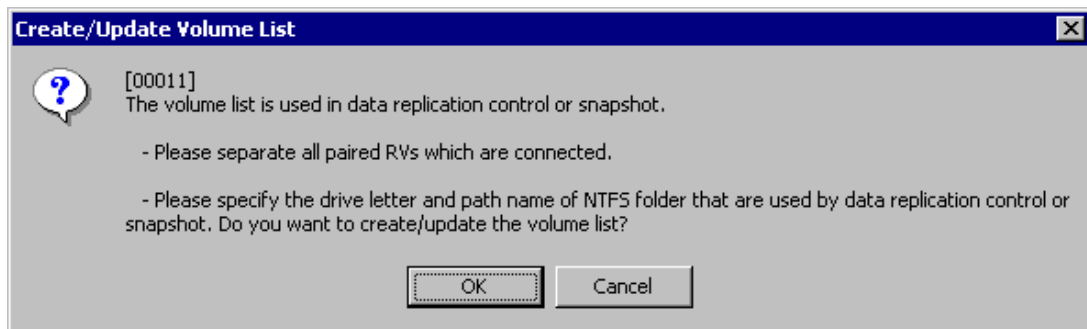 Create/Update Volume List
[00011]
The volume list is used in data replication control or snapshot.
- Please separate all paired RVs which are connected.
- Please specify the drive letter and path name of NTFS folder that are used by data replication control or
snapshot. Do you want to create/update the volume list?
OK
Cancel